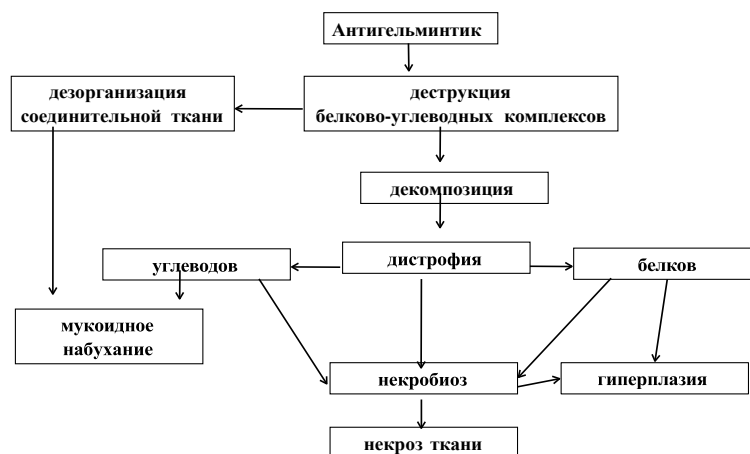 Антигельминтик
дезорганизация
соединительной ткани
деструкция
белково-углеводных комплексов
декомпозиция
углеводов
дистрофия
белков
мукоидное
набухание
некробиоз
гиперплазия
некроз ткани